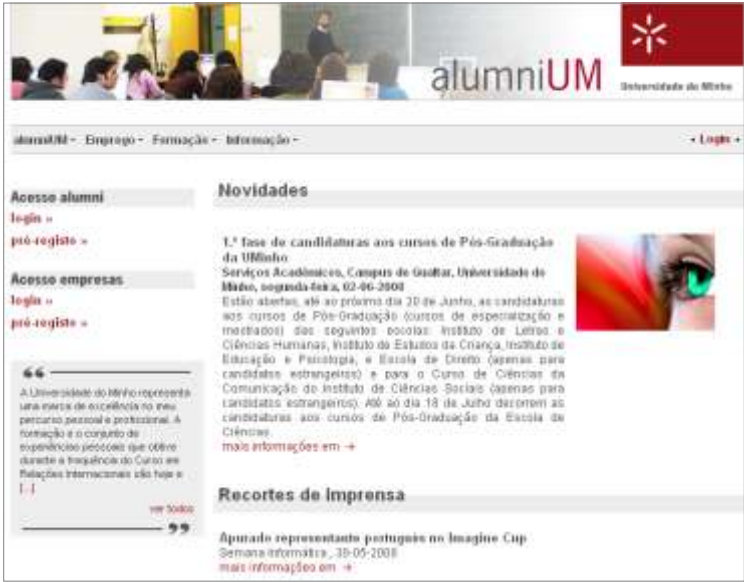 alumniUM
Universidade do Minho
alumniUM Emprego Formação Informação
Login
Acesso alumni
login »
pré-registo »
Acesso empresas
login »
pré-registo »
A Universidade do Minho representa
uma marca de excelência no meu
percurso pessoal e profissional. A
formação e o conjunto de
experiências pessoais que obtive
durante a frequência do Curso em
Relações Internacionais são hoje e
[...]
ver todos
Novidades
1.ª fase de candidaturas aos cursos de Pós-Graduação
da UMinho
Serviços Académicos, Campus de Gualtar, Universidade do
Minho, segunda-feira, 02-06-2008
Estão abertas, até ao próximo dia 20 de Junho, as candidaturas
aos cursos de Pós-Graduação (cursos de especialização e
mestrados) das seguintes escolas: Instituto de Letras e
Ciências Humanas, Instituto de Estudos da Criança, Instituto de
Educação e Psicologia, e Escola de Direito (apenas para
candidatos estrangeiros) e para o Curso de Ciências da
Comunicação do Instituto de Ciências Sociais (apenas para
candidatos estrangeiros). Até ao dia 18 de Julho decorrem as
candidaturas aos cursos de Pós-Graduação da Escola de
Ciências.
mais informações em →
Recortes de Imprensa
Apurado representante português no Imagine Cup
Semana Informática, 30-05-2008
mais informações em →